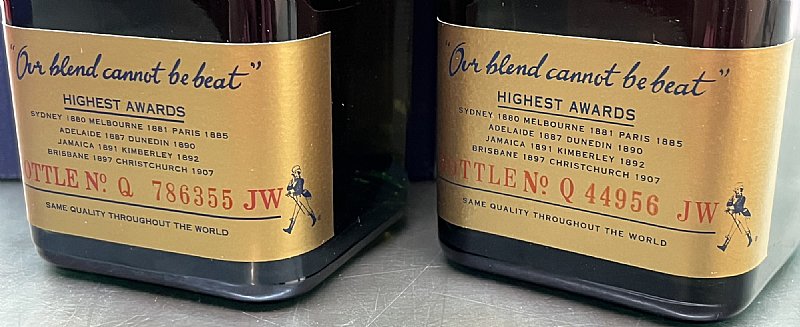 "Our blend cannot be beat"
HIGHEST AWARDS
SYDNEY 1880 MELBOURNE 1881 PARIS 1885
ADELAIDE 1887 DUNEDIN 1890
JAMAICA 1891 KIMBERLEY 1892
BRISBANE 1897 CHRISTCHURCH 1907
OTTLE Nº Q 786355 JW
SAME QUALITY THROUGHOUT THE WORLD
"Our blend cannot be beat"
HIGHEST AWARDS
SYDNEY 1880 MELBOURNE 1881 PARIS 1885
ADELAIDE 1887 DUNEDIN 1890
JAMAICA 1891 KIMBERLEY 1892
BRISBANE 1897 CHRISTCHURCH 1907
BOTTLE Nº Q 44956 JW
SAME QUALITY THROUGHOUT THE WORLD